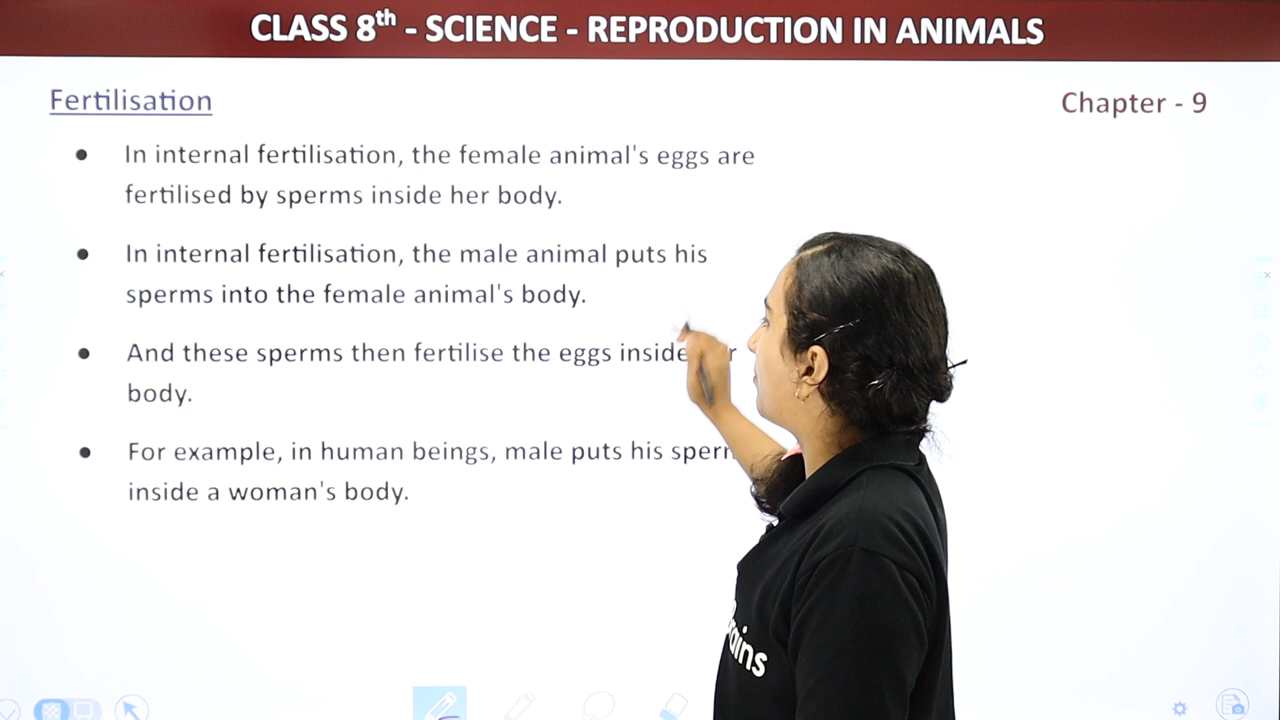 CLASS 8th - SCIENCE - REPRODUCTION IN ANIMALS
Fertilisation
Chapter - 9
● In internal fertilisation, the female animal's eggs are
fertilised by sperms inside her body.
● In internal fertilisation, the male animal puts his
sperms into the female animal's body.
● And these sperms then fertilise the eggs inside
body.
● For example, in human beings, male puts his
inside a woman's body.